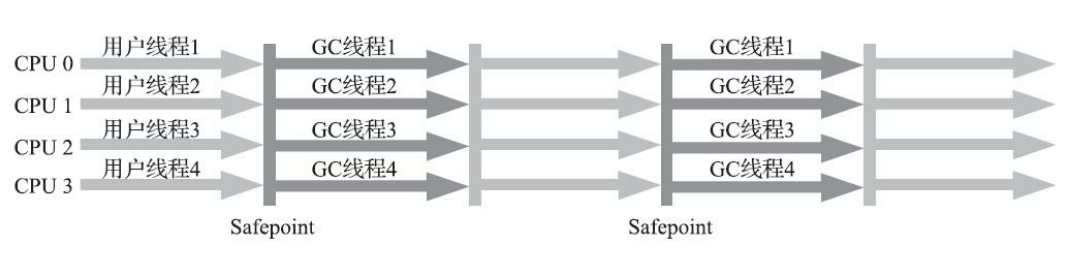 用户线程1 GC线程1 GC线程1
CPU 0
用户线程2 GC线程2 GC线程2
CPU 1
用户线程3 GC线程3 GC线程3
CPU 2
用户线程4 GC线程4 GC线程4
CPU 3
Safepoint Safepoint